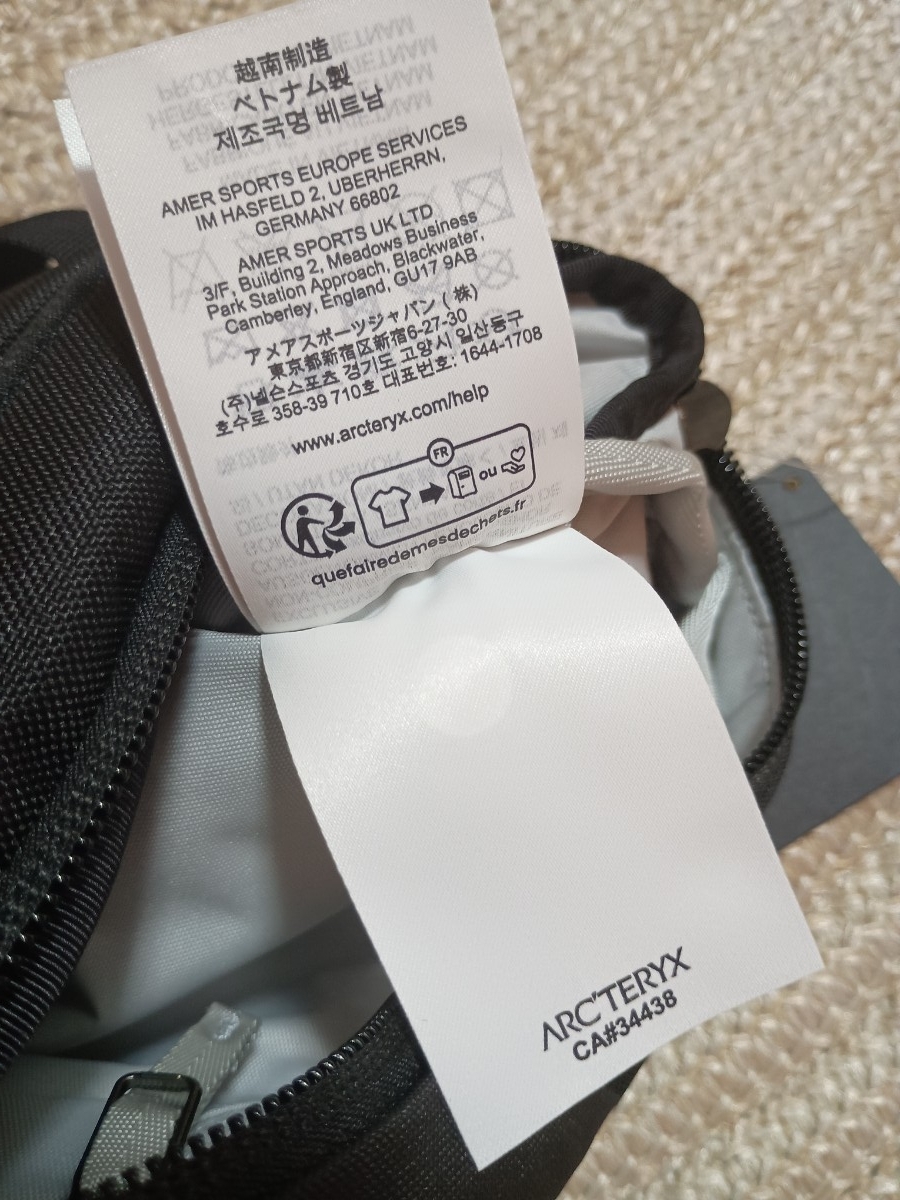 越南制造
ベトナム製
제조국명 베트남
AMER SPORTS EUROPE SERVICES
IM HASFELD 2, UBERHERRN,
GERMANY 66802
AMER SPORTS UK LTD
3/F, Building 2, Meadows Business
Park Station Approach, Blackwater,
Camberley, England, GU17 9AB
アメアスポーツジャパン（株）
東京都新宿区新宿6-27-30
(주)넬슨스포츠 경기도 고양시 일산동구
호수로 358-39 710호 대표번호: 1644-1708
www.arcteryx.com/help
FR
ou
quefairedemesdechets.fr
ARC'TERYX
CA#34438